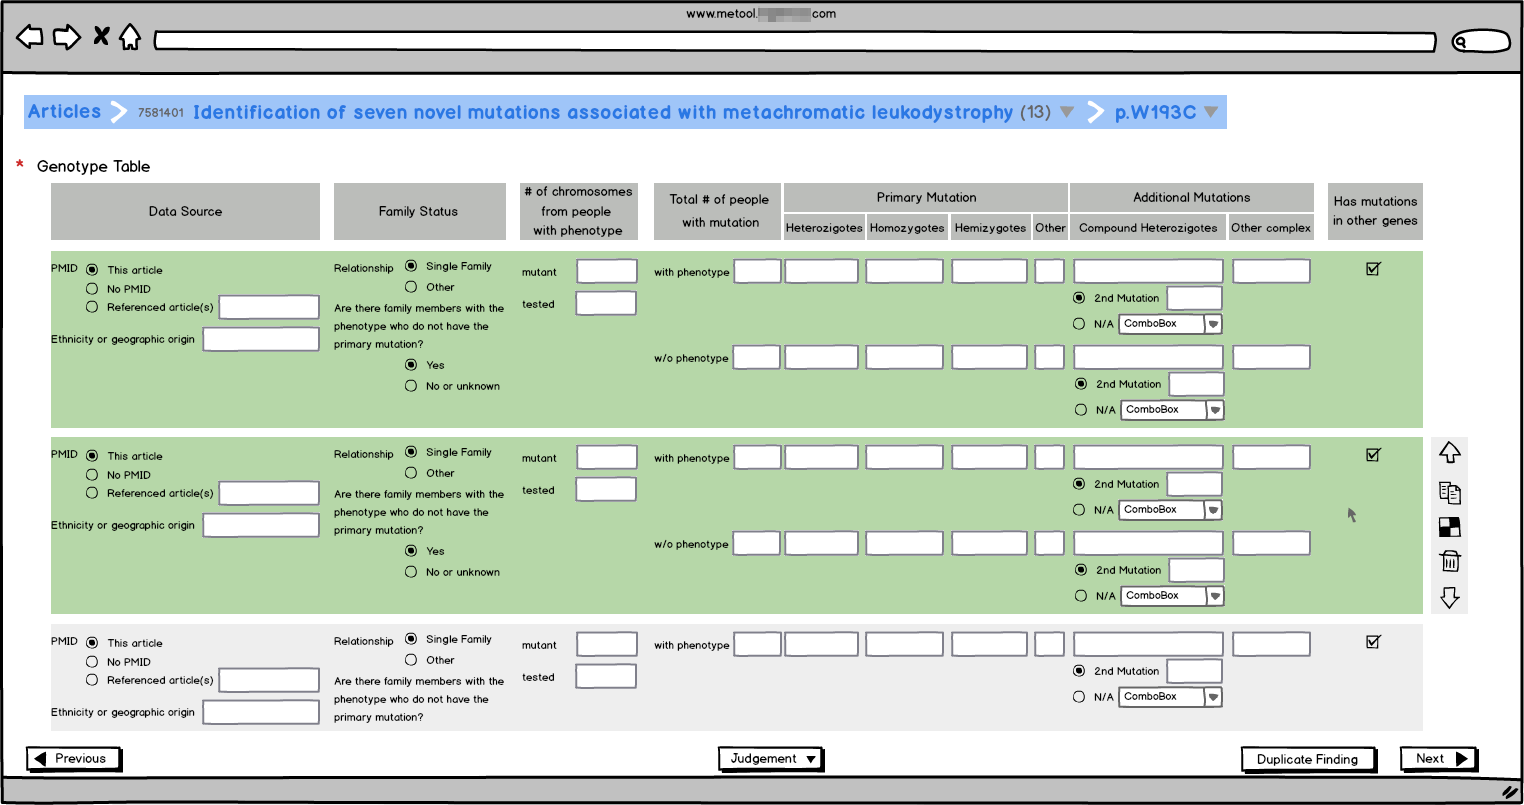 www.metool. com
Articles 7581401 Identification of seven novel mutations associated with metachromatic leukodystrophy (13) p.W193C
* Genotype Table
Data Source
Family Status
# of chromosomes
from people
with phenotype
Total # of people
with mutation
Primary Mutation
Heterozigotes Homozygotes Hemizygotes Other
Additional Mutations
Compound Heterozigotes Other complex
Has mutations
in other genes
PMID This article
No PMID
Referenced article(s)
Ethnicity or geographic origin
Relationship Single Family
Other
Are there family members with the
phenotype who do not have the
primary mutation?
Yes
No or unknown
mutant
tested
with phenotype
2nd Mutation
N/A ComboBox
w/o phenotype
2nd Mutation
N/A ComboBox
PMID This article
No PMID
Referenced article(s)
Ethnicity or geographic origin
Relationship Single Family
Other
Are there family members with the
phenotype who do not have the
primary mutation?
Yes
No or unknown
mutant
tested
with phenotype
2nd Mutation
N/A ComboBox
w/o phenotype
2nd Mutation
N/A ComboBox
PMID This article
No PMID
Referenced article(s)
Ethnicity or geographic origin
Relationship Single Family
Other
Are there family members with the
phenotype who do not have the
primary mutation?
mutant
tested
with phenotype
2nd Mutation
N/A ComboBox
Previous
Judgement
Duplicate Finding
Next